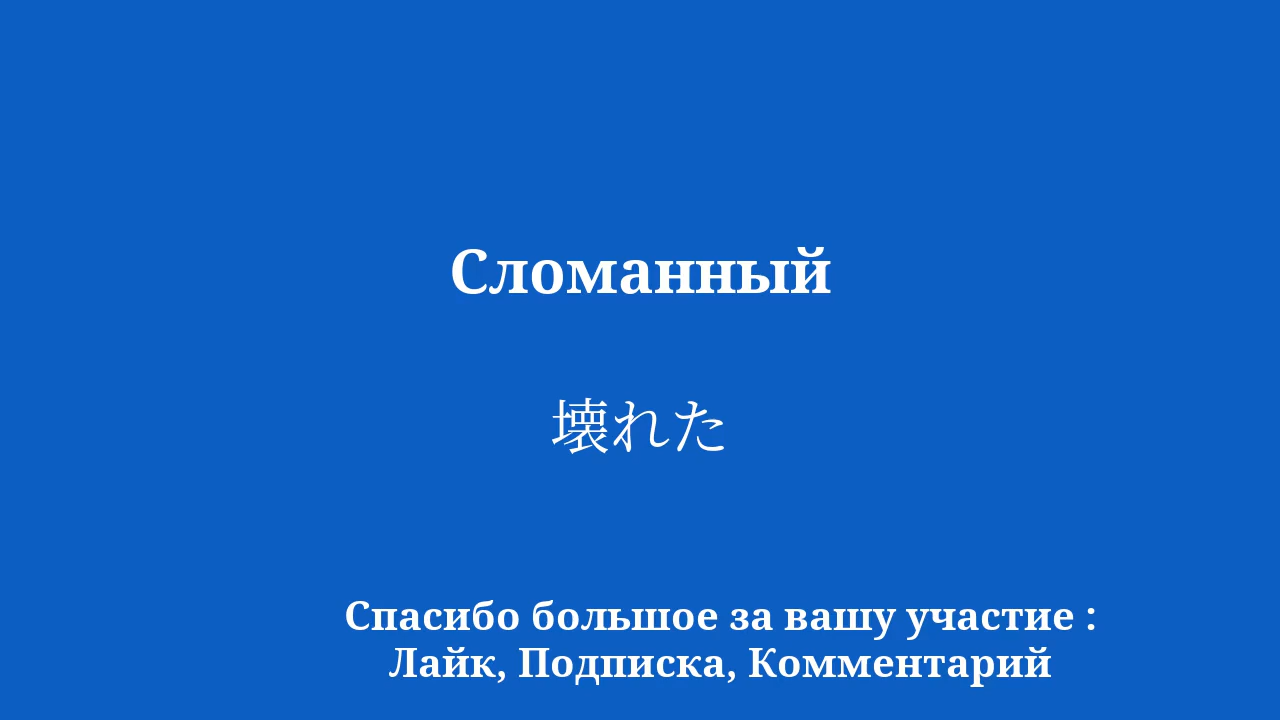 Сломанный
壊れた
Спасибо большое за вашу участие :
Лайк, Подписка, Комментарий